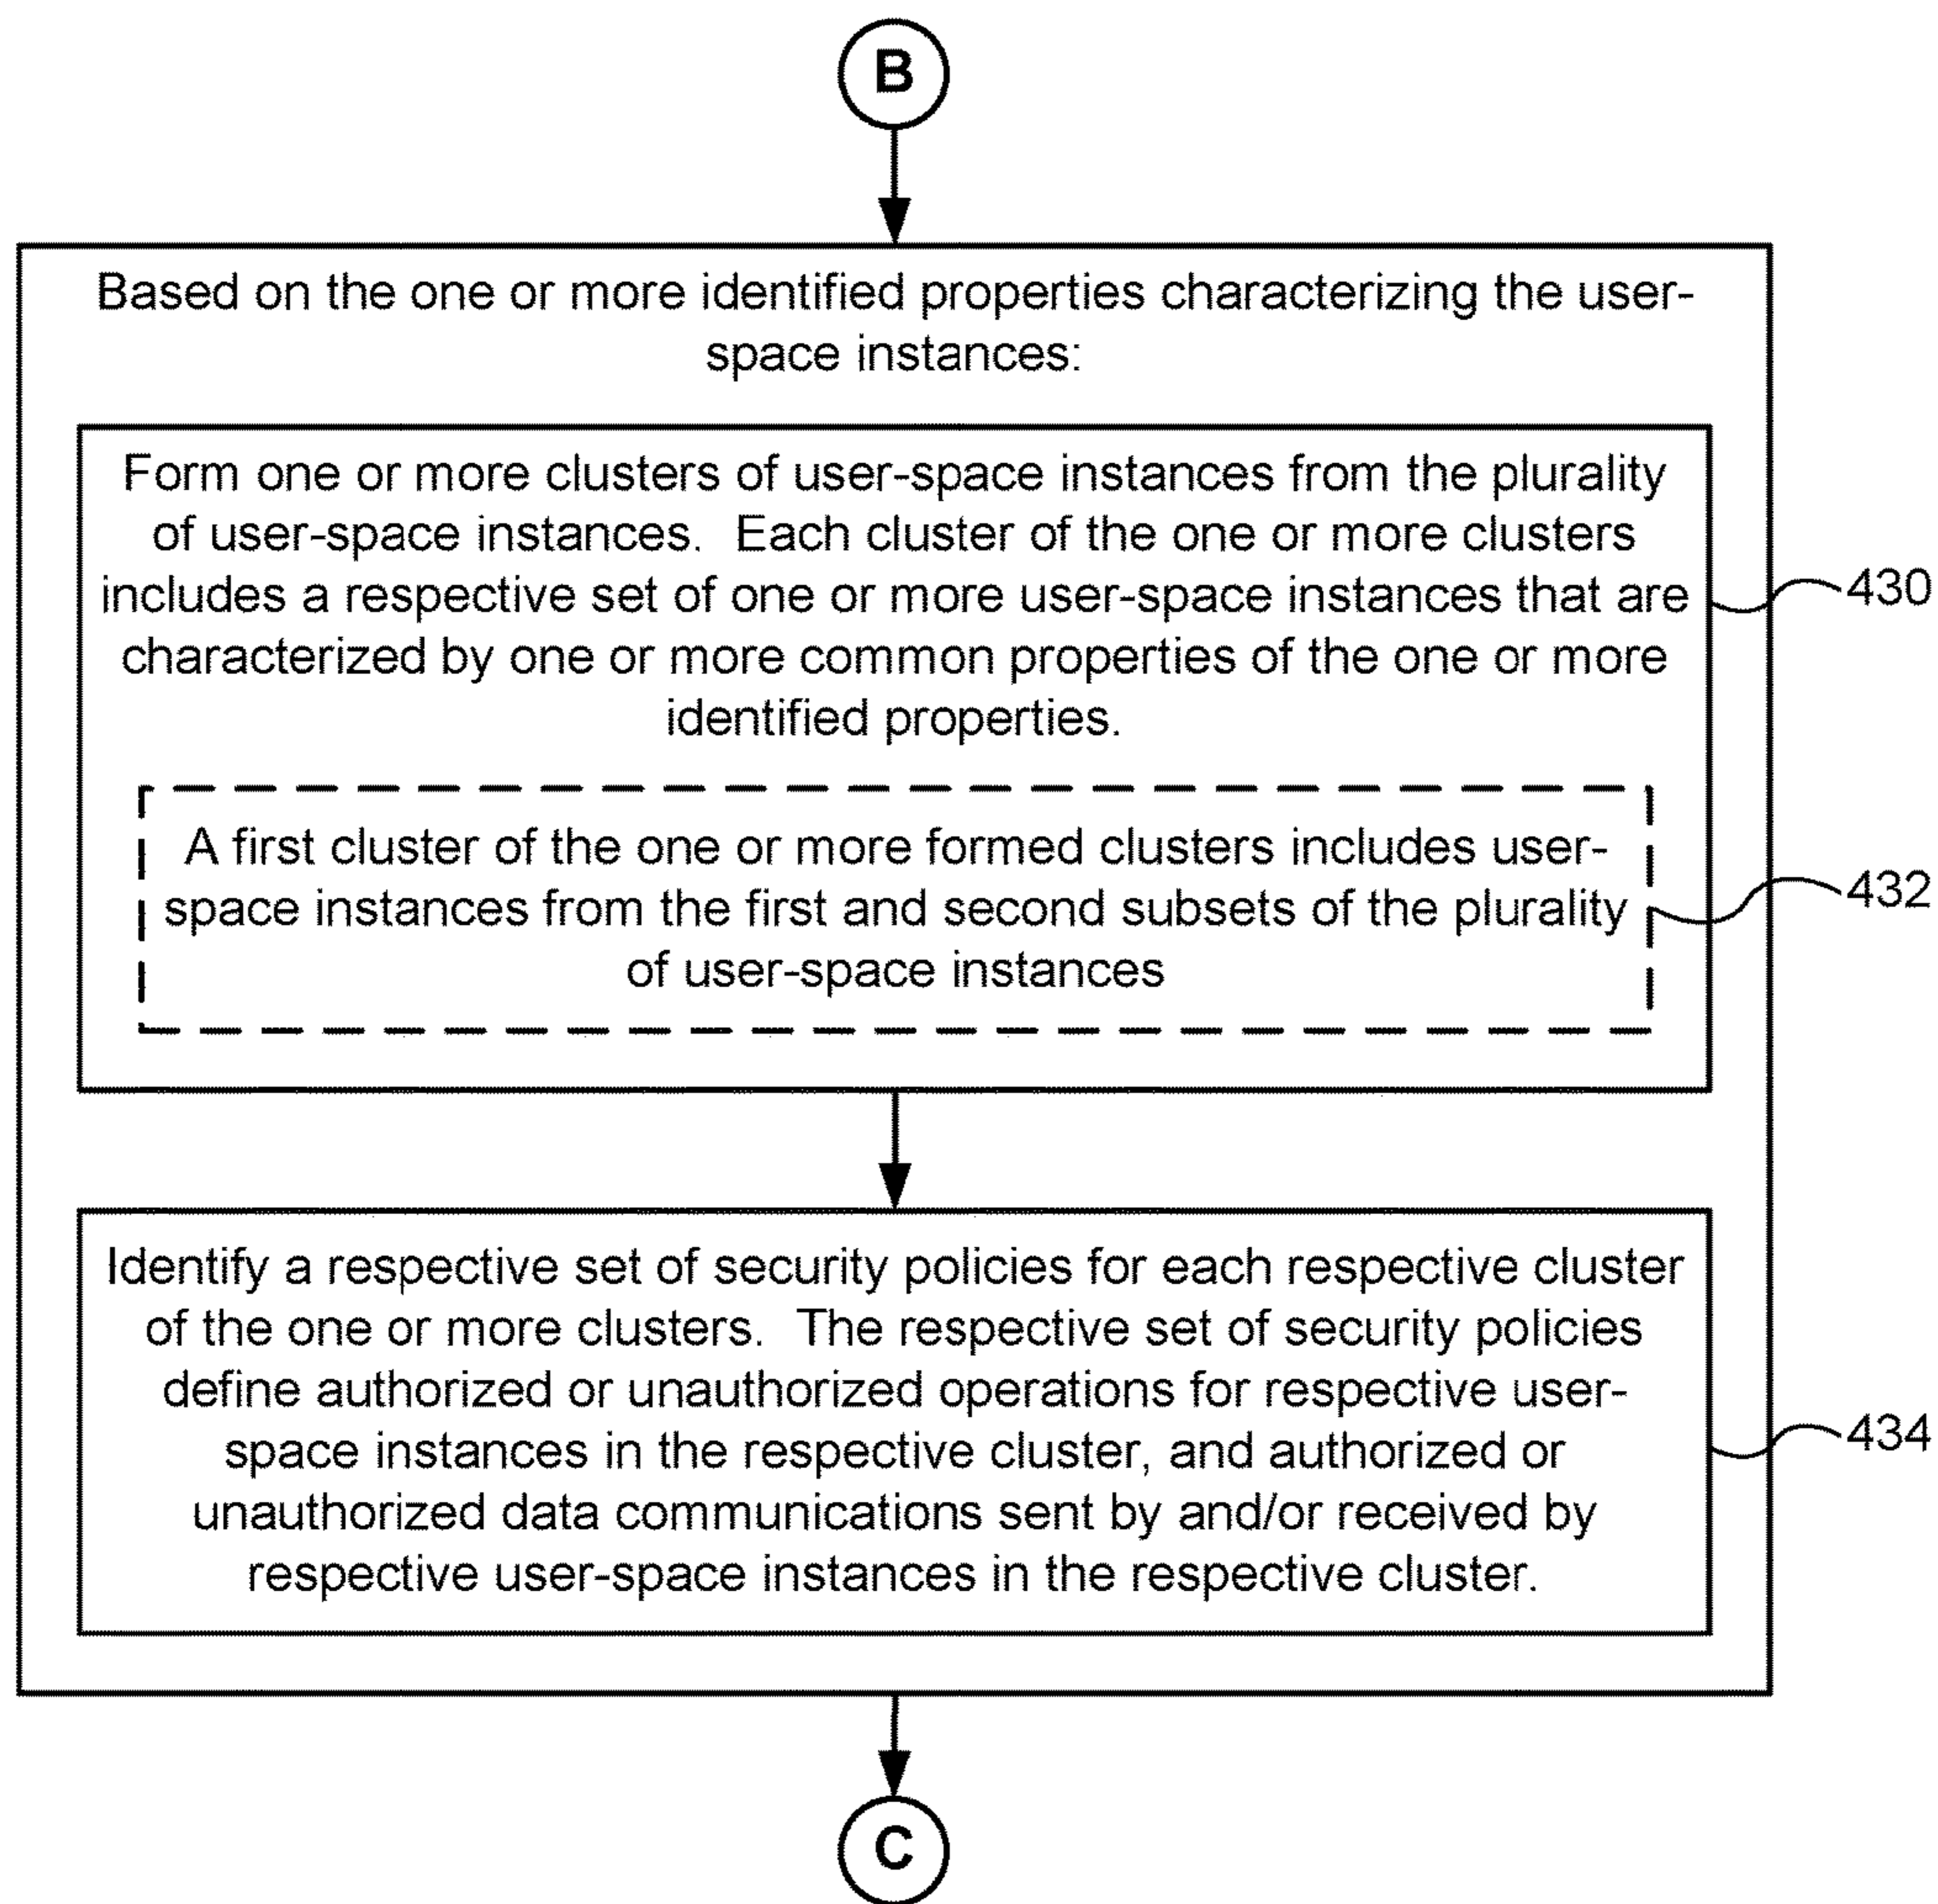 B
Based on the one or more identified properties characterizing the user-
space instances:
Form one or more clusters of user-space instances from the plurality
of user-space instances.  Each cluster of the one or more clusters
includes a respective set of one or more user-space instances that are
characterized by one or more common properties of the one or more
identified properties.
430
A first cluster of the one or more formed clusters includes user-
space instances from the first and second subsets of the plurality
of user-space instances
432
Identify a respective set of security policies for each respective cluster
of the one or more clusters.  The respective set of security policies
define authorized or unauthorized operations for respective user-
space instances in the respective cluster, and authorized or
unauthorized data communications sent by and/or received by
respective user-space instances in the respective cluster.
434
C